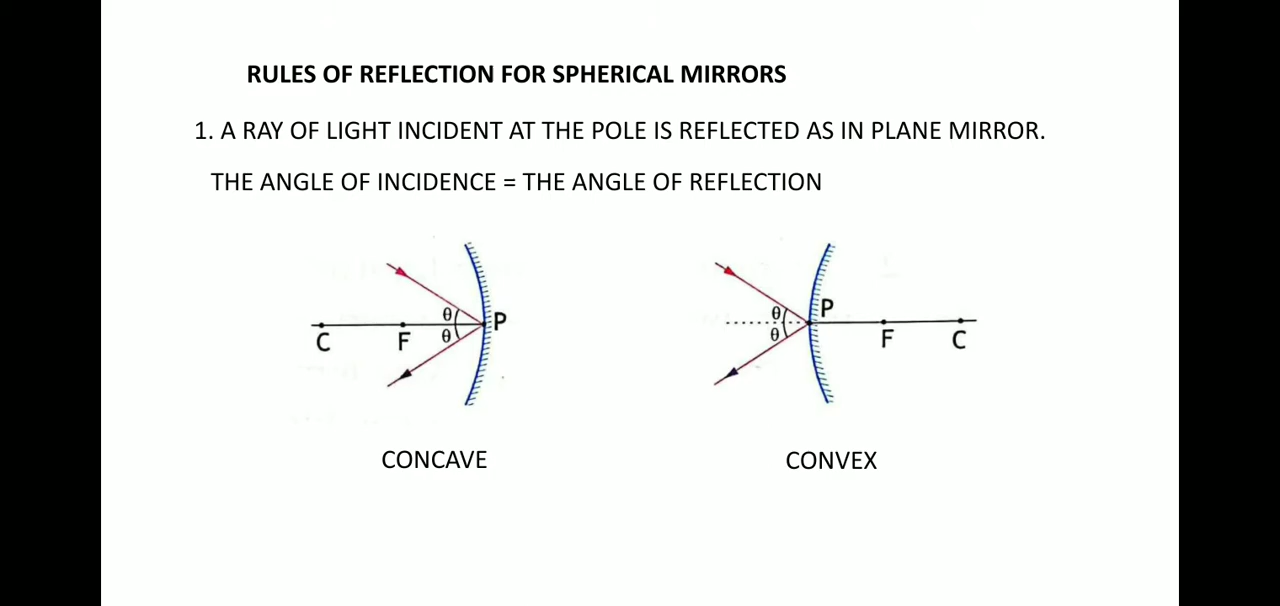 RULES OF REFLECTION FOR SPHERICAL MIRRORS
1. A RAY OF LIGHT INCIDENT AT THE POLE IS REFLECTED AS IN PLANE MIRROR.
THE ANGLE OF INCIDENCE = THE ANGLE OF REFLECTION
θ
θ
P
C
F
θ
θ
P
F
C
CONCAVE
CONVEX